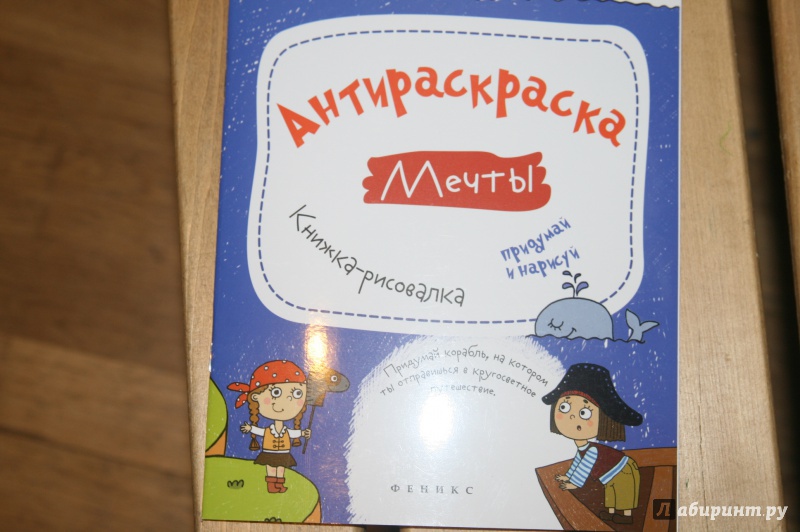 Антираскраска
Мечты
Книжка-рисовалка
придумай
и нарисуй
Придумай корабль, на котором
ты отправишься в кругосветное
путешествие.
ФЕНИКС
Лабиринт.ру